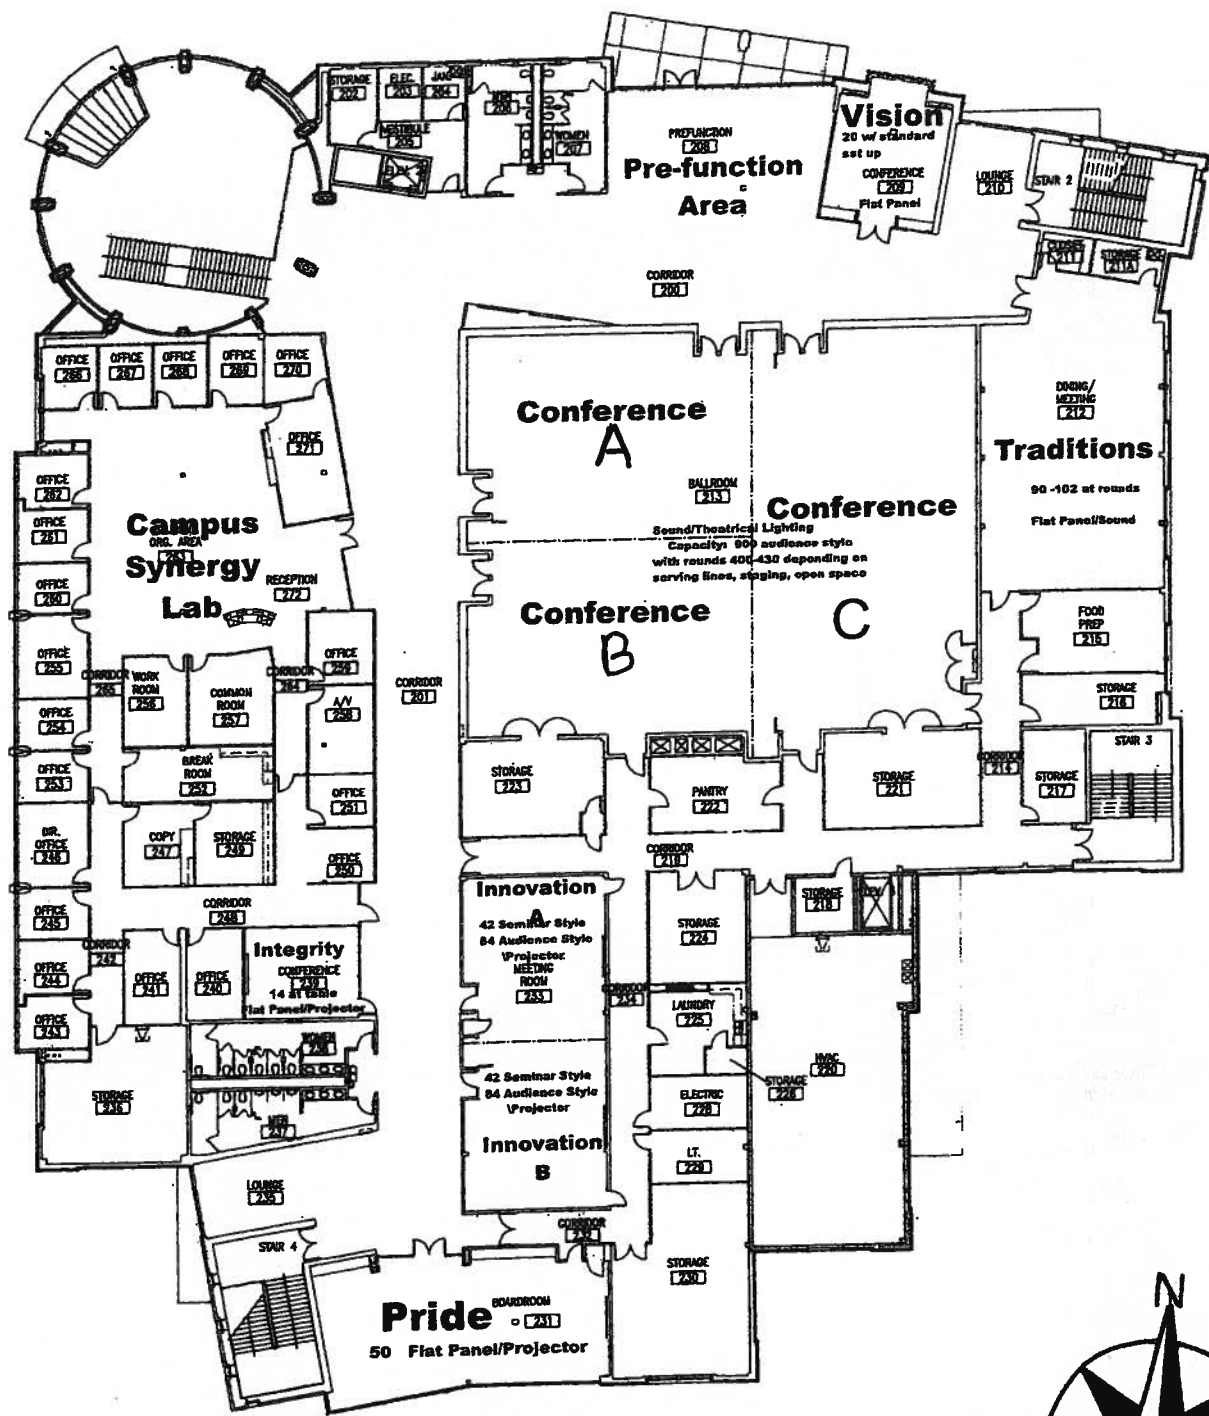 STORAGE
202
ELEC.
203
JAN.
204
VESTIBULE
205
MEN
206
WOMEN
207
PREFUNCTION
208
Pre-function
Area
Vision
20 w/ standard
set up
CONFERENCE
209
Flat Panel
LOUNGE
210
STAIR 2
CLOSET
211
STORAGE
211A
CORRIDOR
200
OFFICE
266
OFFICE
267
OFFICE
268
OFFICE
269
OFFICE
270
OFFICE
271
Conference
A
BALLROOM
213
Conference
C
Sound/Theatrical Lighting
Capacity: 900 audience style
with rounds 400-430 depending on
serving lines, staging, open space
Conference
B
DINING/
MEETING
212
Traditions
90 -102 at rounds
Flat Panel/Sound
OFFICE
262
OFFICE
261
OFFICE
260
Campus
ORG. AREA
263
Synergy
Lab
RECEPTION
272
OFFICE
255
CORRIDOR
265
WORK
ROOM
256
COMMON
ROOM
257
CORRIDOR
264
OFFICE
259
A/V
258
CORRIDOR
201
FOOD
PREP
215
STORAGE
216
STAIR 3
OFFICE
254
OFFICE
253
BREAK
ROOM
252
OFFICE
251
STORAGE
223
PANTRY
222
STORAGE
221
CORRIDOR
214
STORAGE
217
DIR.
OFFICE
246
COPY
247
STORAGE
249
OFFICE
250
CORRIDOR
219
OFFICE
245
CORRIDOR
248
Innovation
A
42 Seminar Style
84 Audience Style
\Projector
MEETING
ROOM
233
STORAGE
224
STORAGE
218
OFFICE
244
CORRIDOR
242
OFFICE
241
OFFICE
240
Integrity
CONFERENCE
239
14 at table
Flat Panel/Projector
CORRIDOR
234
LAUNDRY
225
OFFICE
243
WOMEN
238
HVAC
220
STORAGE
226
STORAGE
236
MEN
237
42 Seminar Style
84 Audience Style
\Projector
Innovation
B
ELECTRIC
228
LT.
229
LOUNGE
235
CORRIDOR
232
STAIR 4
STORAGE
230
BOARDROOM
231
Pride
50 Flat Panel/Projector
N